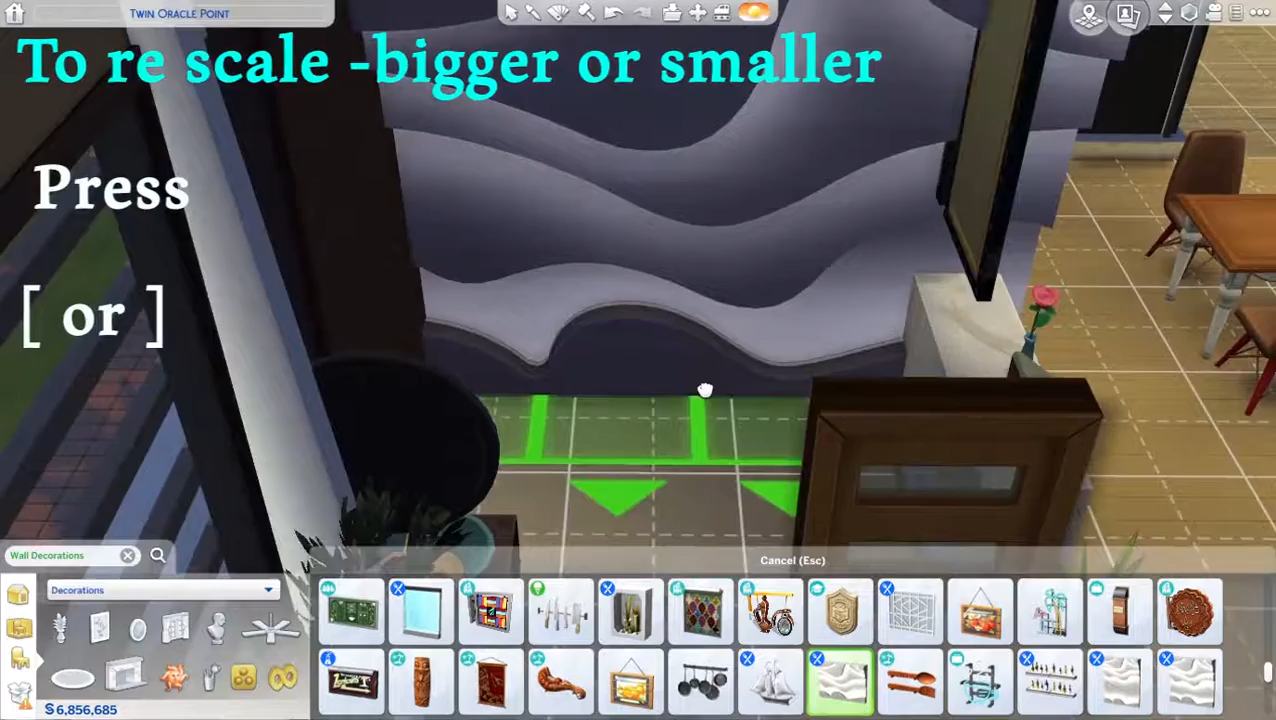 TWIN ORACLE POINT
To re scale -bigger or smaller
Press
[ or ]
Cancel (Esc)
Wall Decorations
Decorations
§ 6,856,685